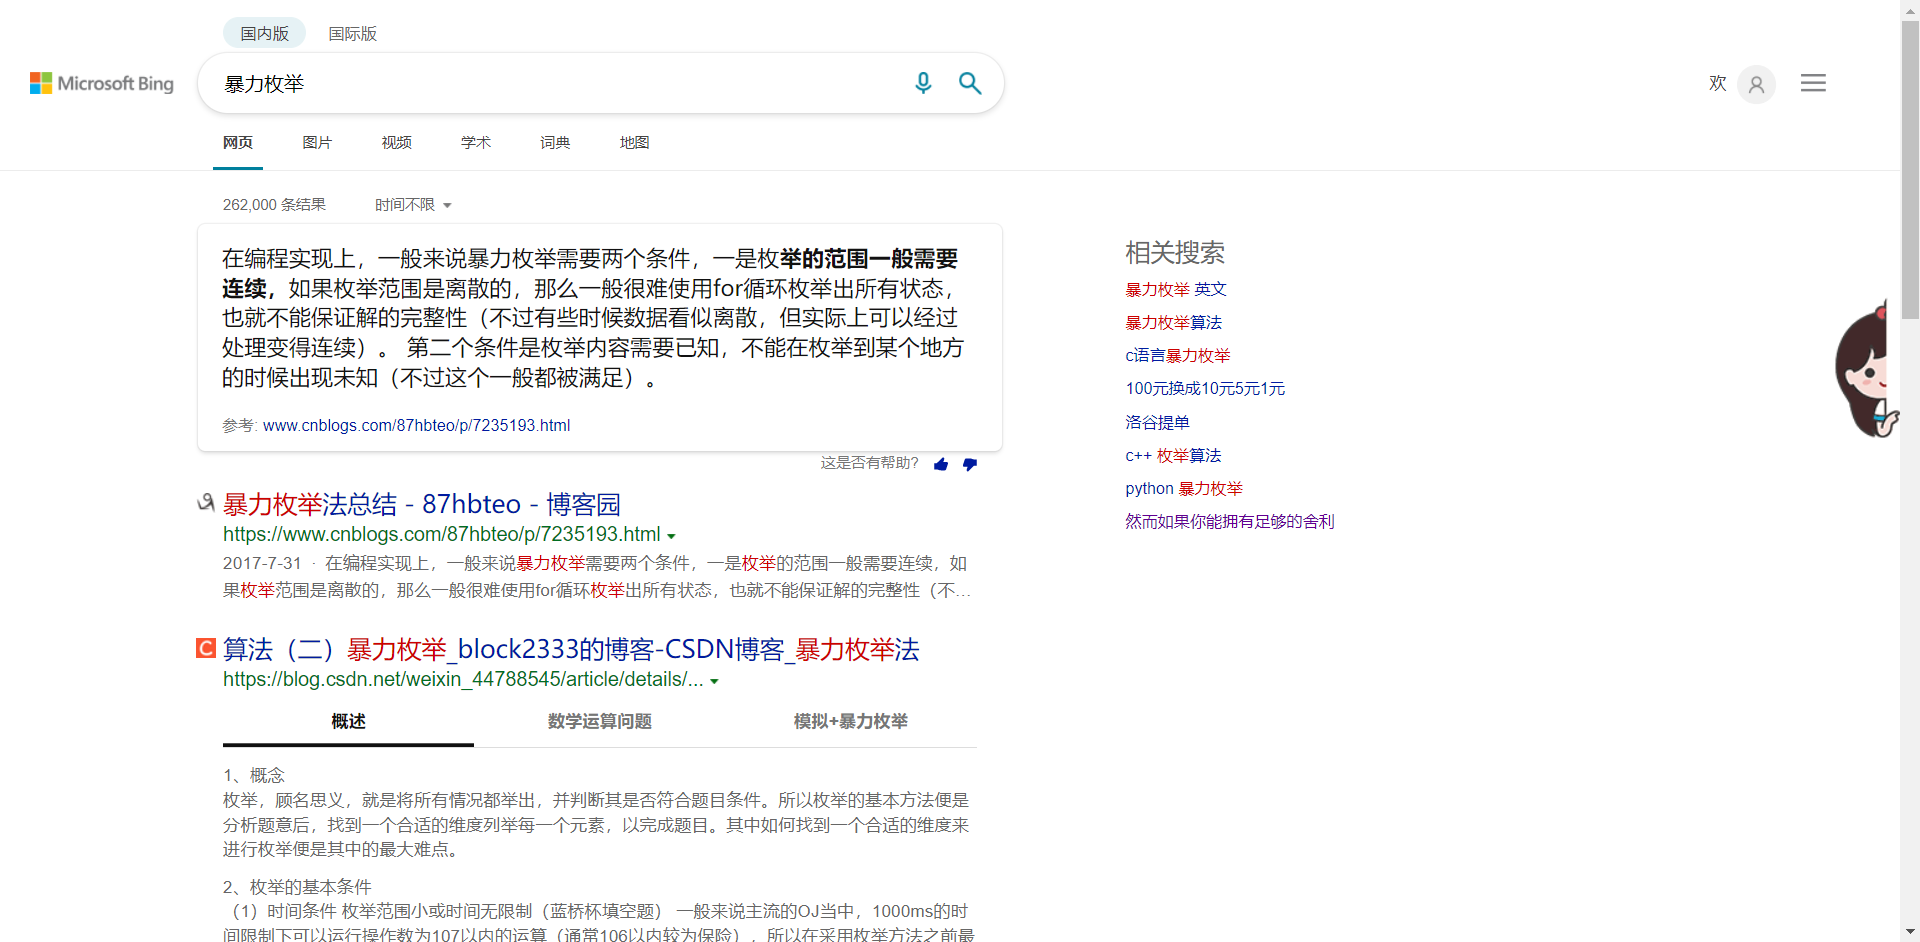 国内版 国际版
Microsoft Bing
暴力枚举
欢
网页 图片 视频 学术 词典 地图
262,000 条结果 时间不限
在编程实现上，一般来说暴力枚举需要两个条件，一是枚举的范围一般需要
连续，如果枚举范围是离散的，那么一般很难使用for循环枚举出所有状态，
也就不能保证解的完整性（不过有些时候数据看似离散，但实际上可以经过
处理变得连续）。 第二个条件是枚举内容需要已知，不能在枚举到某个地方
的时候出现未知（不过这个一般都被满足）。
参考: www.cnblogs.com/87hbteo/p/7235193.html
这是否有帮助?
暴力枚举法总结 - 87hbteo - 博客园
https://www.cnblogs.com/87hbteo/p/7235193.html
2017-7-31 · 在编程实现上，一般来说暴力枚举需要两个条件，一是枚举的范围一般需要连续，如
果枚举范围是离散的，那么一般很难使用for循环枚举出所有状态，也就不能保证解的完整性（不…
算法（二）暴力枚举_block2333的博客-CSDN博客_暴力枚举法
https://blog.csdn.net/weixin_44788545/article/details/...
概述 数学运算问题 模拟+暴力枚举
1、概念
枚举，顾名思义，就是将所有情况都举出，并判断其是否符合题目条件。所以枚举的基本方法便是
分析题意后，找到一个合适的维度列举每一个元素，以完成题目。其中如何找到一个合适的维度来
进行枚举便是其中的最大难点。
2、枚举的基本条件
（1）时间条件 枚举范围小或时间无限制（蓝桥杯填空题） 一般来说主流的OJ当中，1000ms的时
间限制下可以运行操作数为107以内的运算（通常106以内较为保险），所以在采用枚举方法之前最
相关搜索
暴力枚举 英文
暴力枚举算法
c语言暴力枚举
100元换成10元5元1元
洛谷提单
c++ 枚举算法
python 暴力枚举
然而如果你能拥有足够的舍利